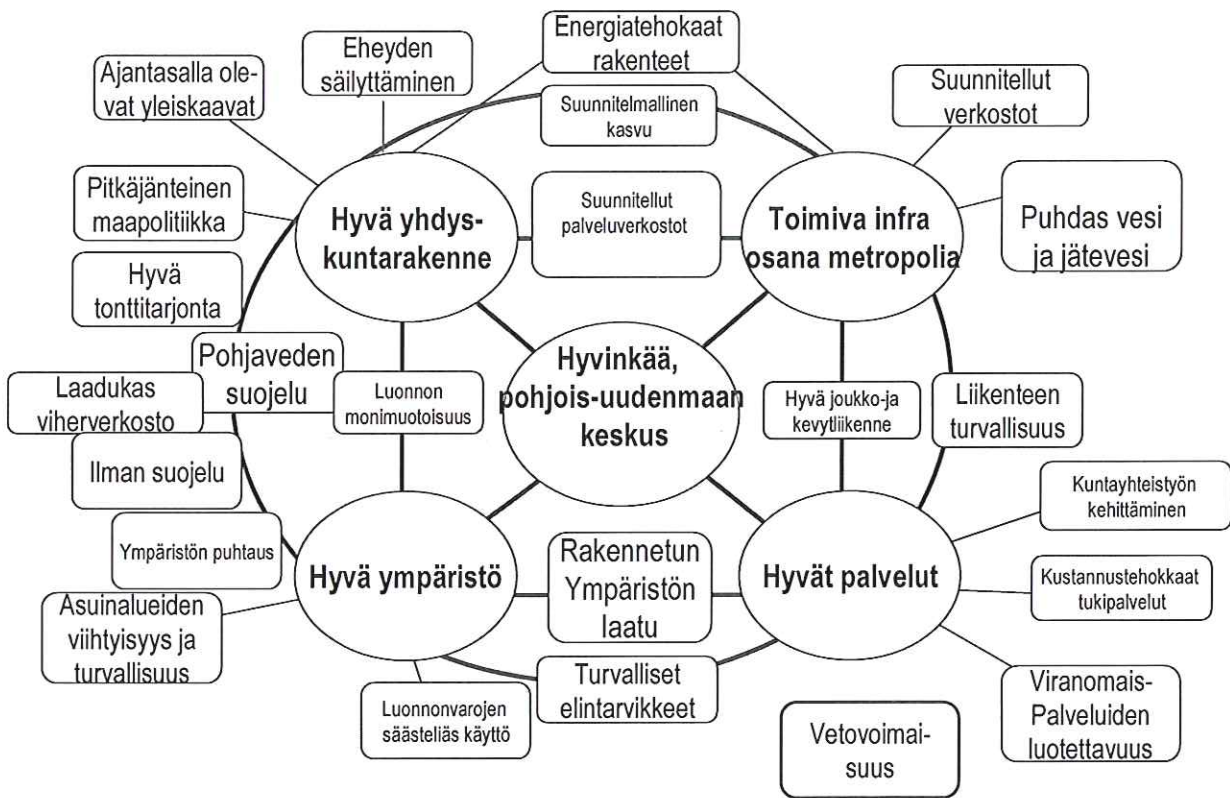 Energiatehokaat
rakenteet
Eheyden
säilyttäminen
Ajantasalla ole-
vat yleiskaavat
Suunnitellut
verkostot
Suunnitelmallinen
kasvu
Pitkäjänteinen
maapolitiikka
Hyvä yhdys-
kuntarakenne
Suunnitellut
palveluverkostot
Toimiva infra
osana metropolia
Puhdas vesi
ja jätevesi
Hyvä
tonttitarjonta
Pohjaveden
suojelu
Laadukas
viherverkosto
Luonnon
monimuotoisuus
Hyvinkää,
pohjois-uudenmaan
keskus
Hyvä joukko-ja
kevytliikenne
Liikenteen
turvallisuus
Ilman suojelu
Kuntayhteistyön
kehittäminen
Ympäristön puhtaus
Hyvä ympäristö
Rakennetun
Ympäristön
laatu
Hyvät palvelut
Kustannustehokkaat
tukipalvelut
Asuinalueiden
viihtyisyys ja
turvallisuus
Turvalliset
elintarvikkeet
Luonnonvarojen
säästeliäs käyttö
Viranomais-
Palveluiden
luotettavuus
Vetovoimai-
suus